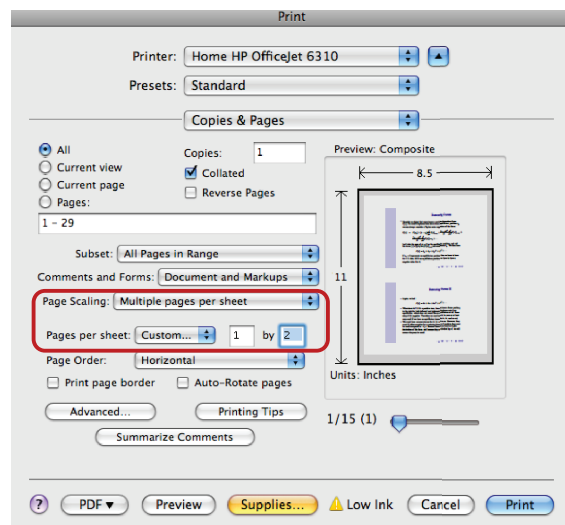 Print
Printer: Home HP OfficeJet 6310
Presets: Standard
Copies & Pages
All
Current view
Current page
Pages:
1 - 29
Copies: 1
Collated
Reverse Pages
Subset: All Pages in Range
Comments and Forms: Document and Markups
Page Scaling: Multiple pages per sheet
Pages per sheet: Custom... 1 by 2
Page Order: Horizontal
Print page border Auto-Rotate pages
Advanced... Printing Tips
Summarize Comments
Preview: Composite
8.5
11
Units: Inches
1/15 (1)
? PDF▼ Preview Supplies... Low Ink Cancel Print